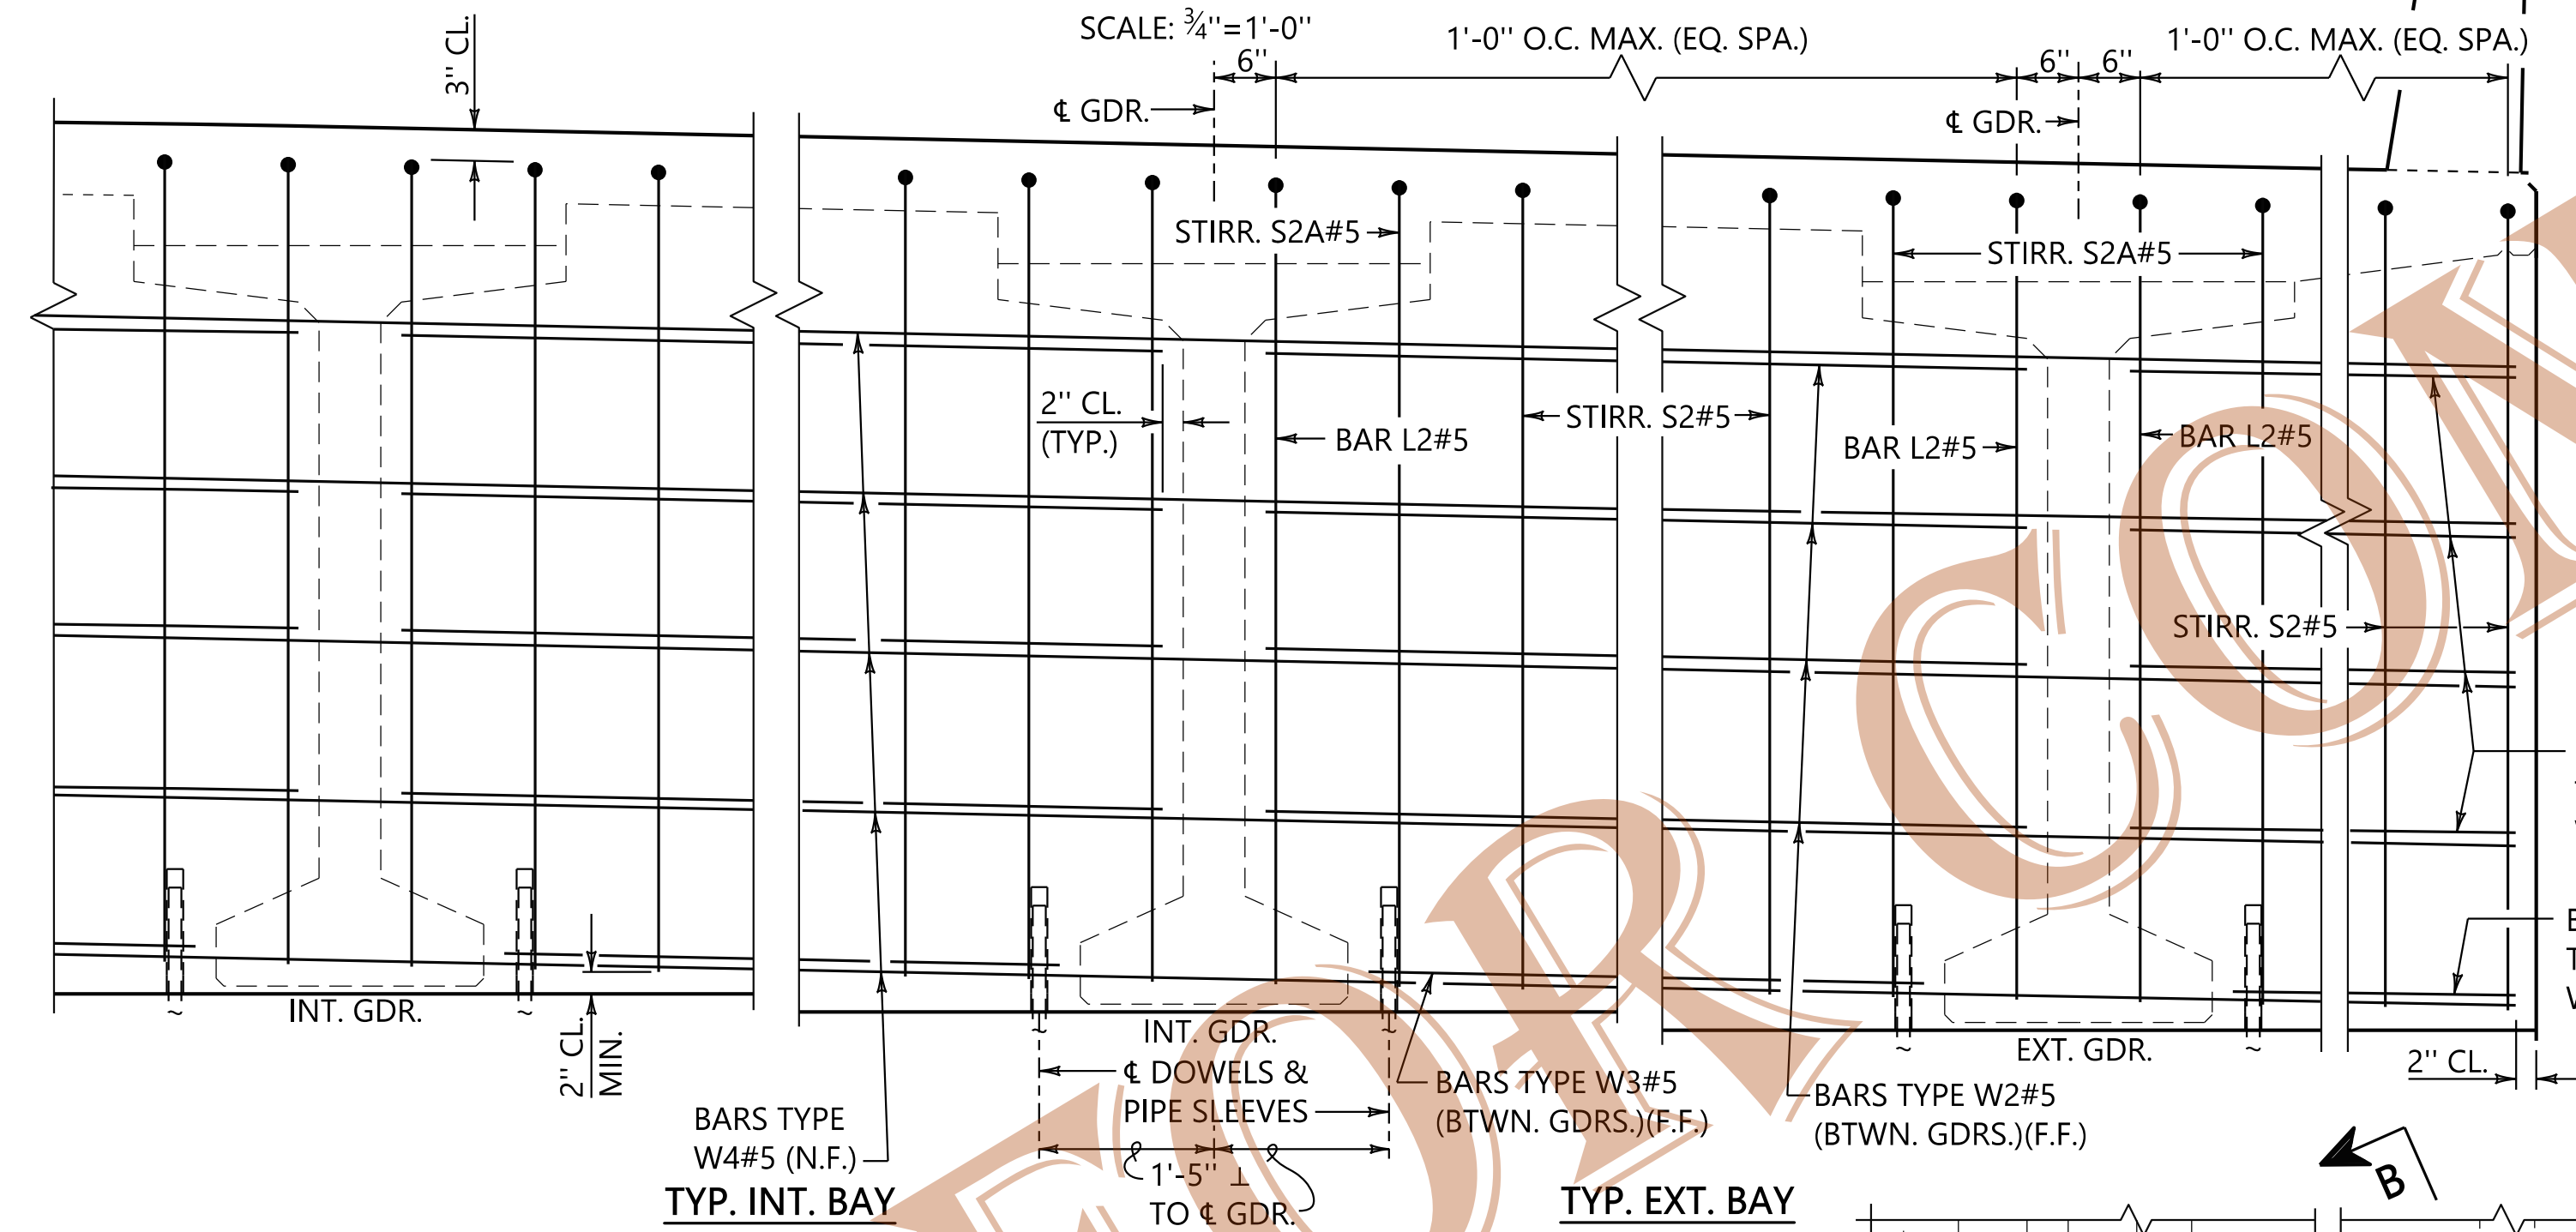 SCALE: ¾''=1'-0''
3'' CL.
6''
1'-0'' O.C. MAX. (EQ. SPA.)
6''
6''
1'-0'' O.C. MAX. (EQ. SPA.)
℄ GDR.
℄ GDR.
STIRR. S2A#5
STIRR. S2A#5
2'' CL.
(TYP.)
BAR L2#5
STIRR. S2#5
BAR L2#5
BAR L2#5
STIRR. S2#5
INT. GDR.
2'' CL.
MIN.
INT. GDR.
℄ DOWELS &
PIPE SLEEVES
1'-5'' ⊥
TO ℄ GDR.
BARS TYPE
W4#5 (N.F.)
BARS TYPE W3#5
(BTWN. GDRS.)(F.F.)
EXT. GDR.
BARS TYPE W2#5
(BTWN. GDRS.)(F.F.)
2'' CL.
TYP. INT. BAY
TYP. EXT. BAY
B
FOR CON